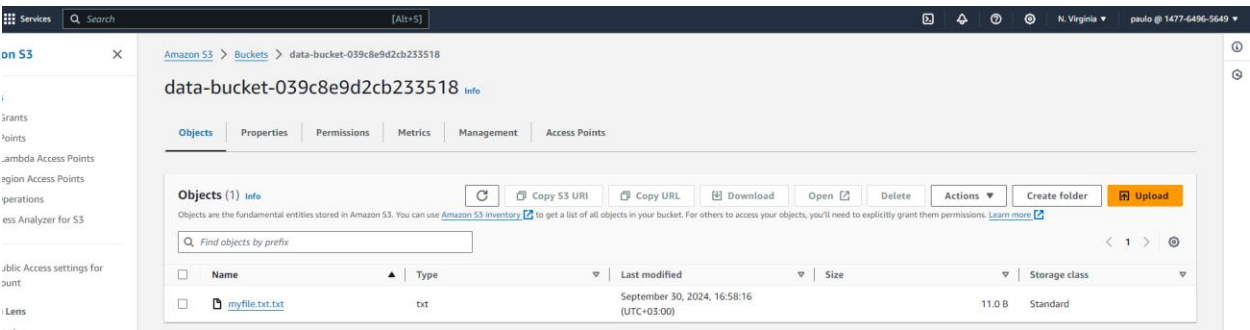 Services
Search
[Alt+S]
N. Virginia
paulo @ 1477-6496-5649
on S3
Amazon S3 > Buckets > data-bucket-039c8e9d2cb233518
data-bucket-039c8e9d2cb233518 Info
Objects
Properties
Permissions
Metrics
Management
Access Points
Grants
Points
Lambda Access Points
egion Access Points
perations
ess Analyzer for S3
ublic Access settings for
ount
Lens
Objects (1) Info
Copy S3 URI
Copy URL
Download
Open
Delete
Actions
Create folder
Upload
Objects are the fundamental entities stored in Amazon S3. You can use Amazon S3 inventory to get a list of all objects in your bucket. For others to access your objects, you'll need to explicitly grant them permissions. Learn more
Find objects by prefix
< 1 >
Name
Type
Last modified
Size
Storage class
myfile.txt.txt
txt
September 30, 2024, 16:58:16
(UTC+03:00)
11.0 B
Standard